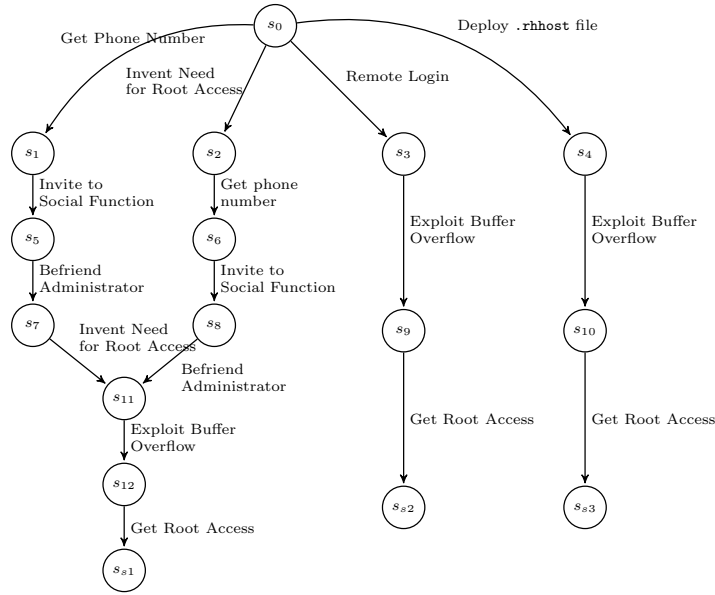 s0
Get Phone Number
Deploy .rhhost file
Invent Need
for Root Access
Remote Login
s1
s2
s3
s4
Invite to
Social Function
Get phone
number
Exploit Buffer
Overflow
Exploit Buffer
Overflow
s5
s6
Befriend
Administrator
Invite to
Social Function
s7
s8
s9
s10
Invent Need
for Root Access
Befriend
Administrator
s11
Exploit Buffer
Overflow
Get Root Access
Get Root Access
s12
ss2
ss3
Get Root Access
ss1